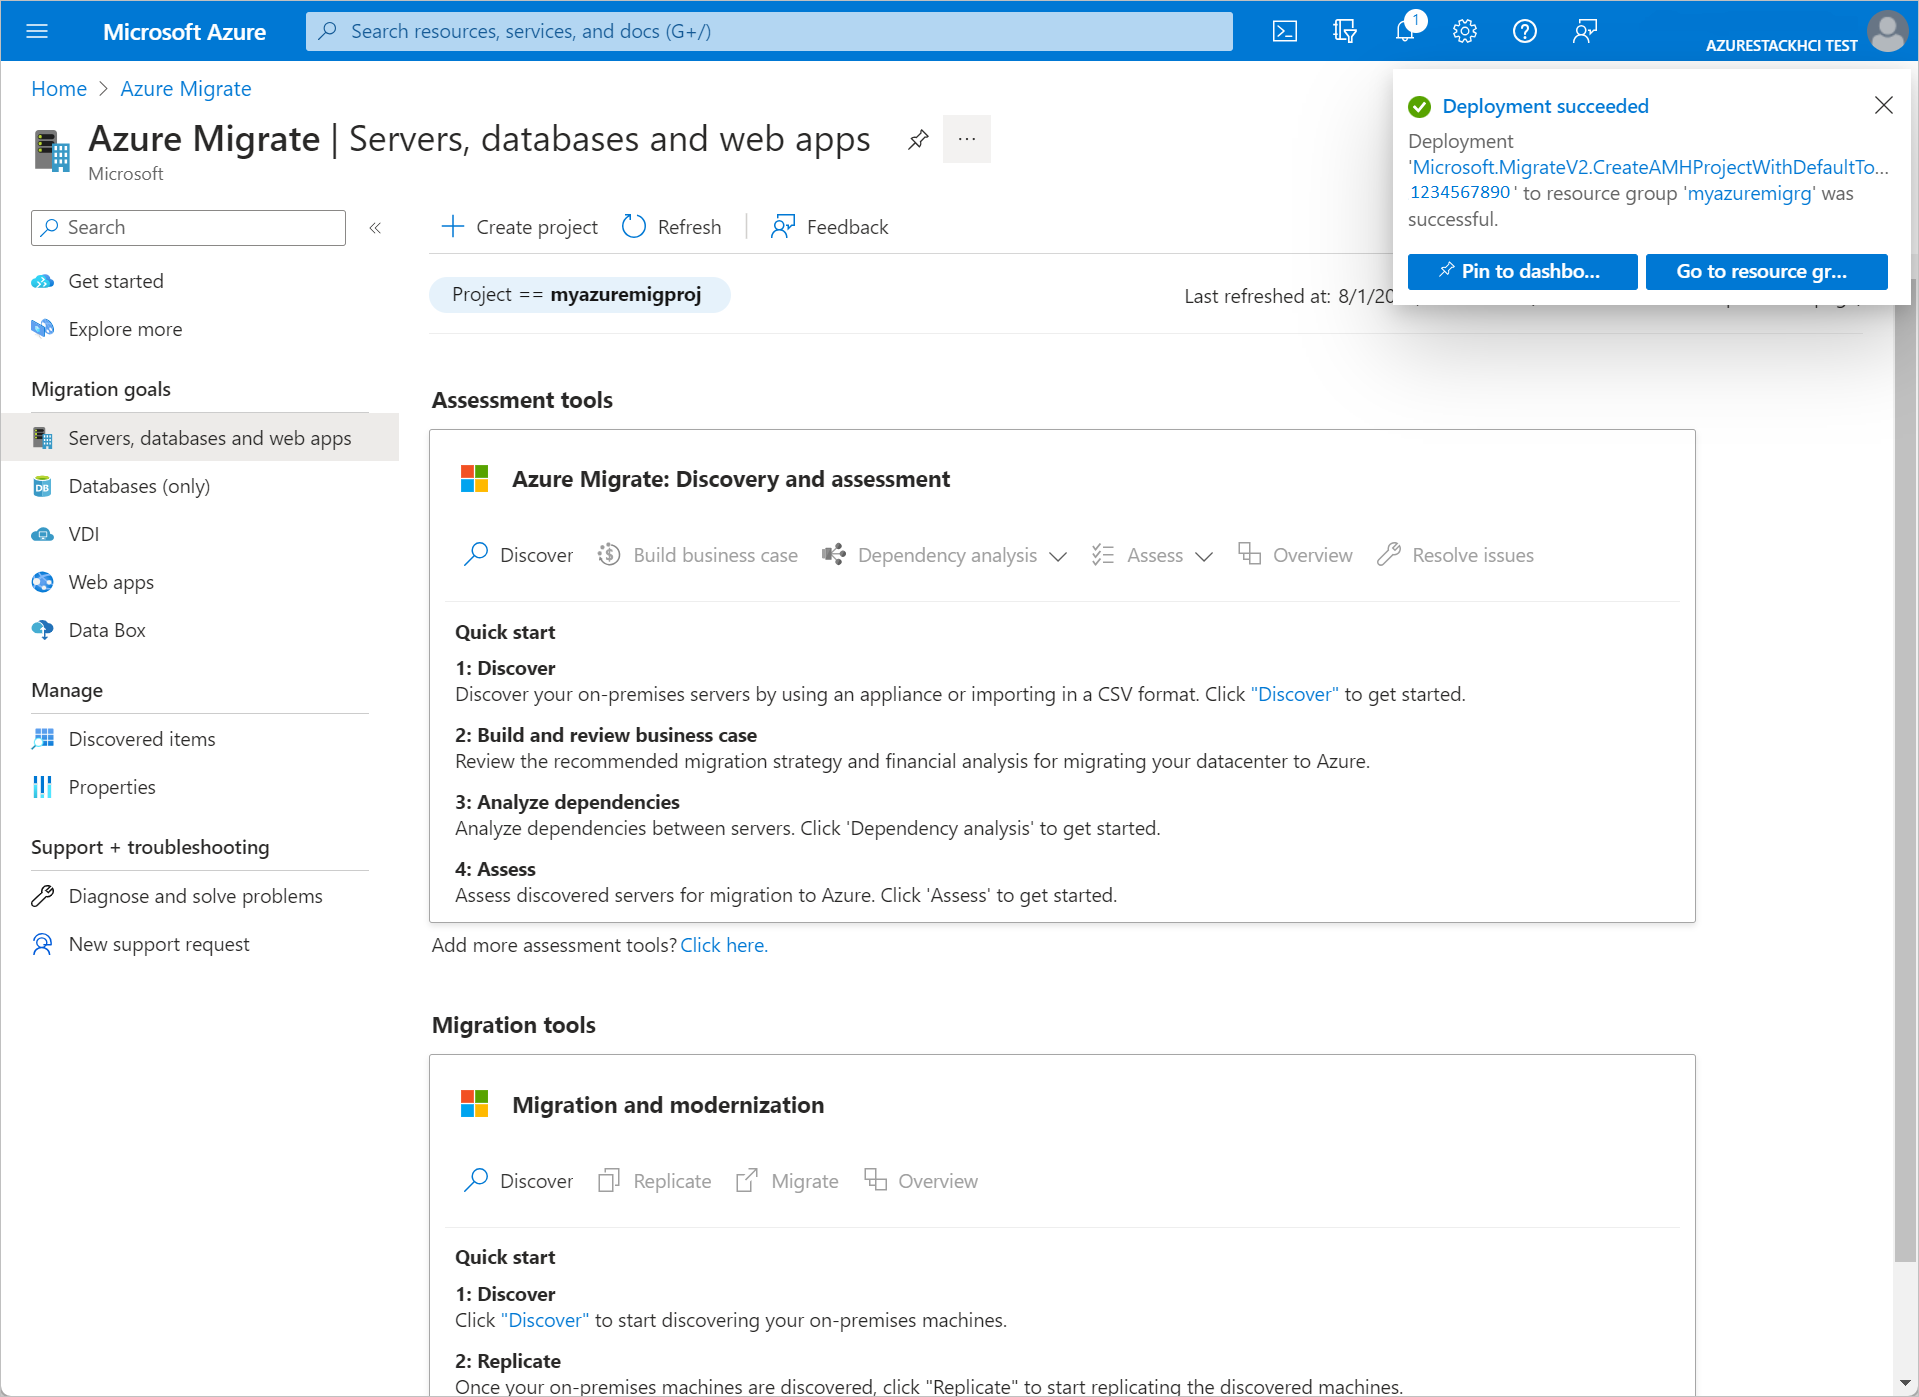 Microsoft Azure
Search resources, services, and docs (G+/)
1
AZURESTACKHCI TEST
Home > Azure Migrate
Azure Migrate | Servers, databases and web apps
...
Microsoft
Deployment succeeded
Deployment
'Microsoft.MigrateV2.CreateAMHProjectWithDefaultTo...
1234567890' to resource group 'myazuremigrg' was
successful.
Pin to dashbo...
Go to resource gr...
Search
«
Get started
Explore more
Migration goals
Servers, databases and web apps
Databases (only)
VDI
Web apps
Data Box
Manage
Discovered items
Properties
Support + troubleshooting
Diagnose and solve problems
New support request
Create project
Refresh
Feedback
Project == myazuremigproj
Last refreshed at: 8/1/20
Assessment tools
Azure Migrate: Discovery and assessment
Discover
Build business case
Dependency analysis
Assess
Overview
Resolve issues
Quick start
1: Discover
Discover your on-premises servers by using an appliance or importing in a CSV format. Click "Discover" to get started.
2: Build and review business case
Review the recommended migration strategy and financial analysis for migrating your datacenter to Azure.
3: Analyze dependencies
Analyze dependencies between servers. Click 'Dependency analysis' to get started.
4: Assess
Assess discovered servers for migration to Azure. Click 'Assess' to get started.
Add more assessment tools? Click here.
Migration tools
Migration and modernization
Discover
Replicate
Migrate
Overview
Quick start
1: Discover
Click "Discover" to start discovering your on-premises machines.
2: Replicate
Once your on-premises machines are discovered, click "Replicate" to start replicating the discovered machines.